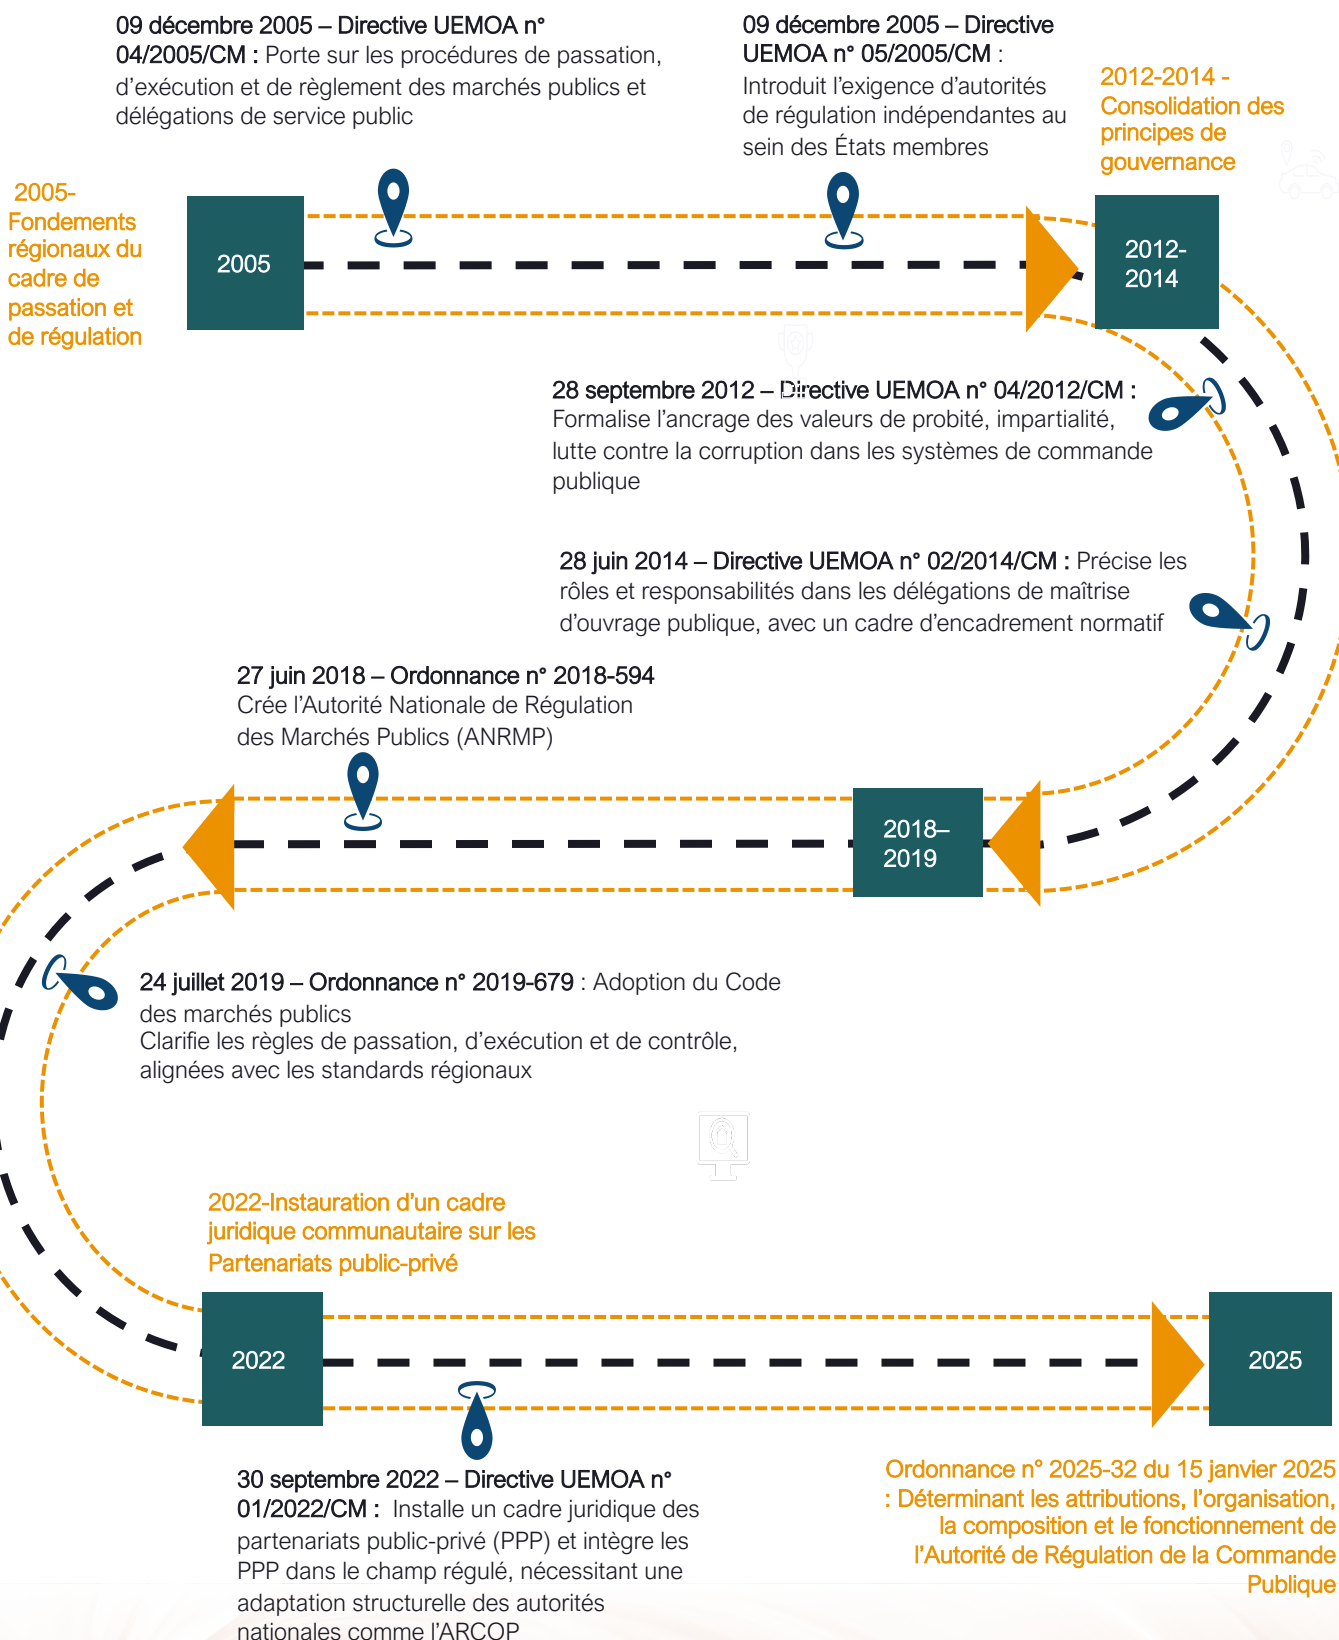 09 décembre 2005 – Directive UEMOA n°
04/2005/CM : Porte sur les procédures de passation,
d'exécution et de règlement des marchés publics et
délégations de service public
09 décembre 2005 – Directive
UEMOA n° 05/2005/CM :
Introduit l'exigence d'autorités
de régulation indépendantes au
sein des États membres
2012-2014 -
Consolidation des
principes de
gouvernance
2005-
Fondements
régionaux du
cadre de
passation et
de régulation
2005
2012-
2014
28 septembre 2012 – Directive UEMOA n° 04/2012/CM :
Formalise l'ancrage des valeurs de probité, impartialité,
lutte contre la corruption dans les systèmes de commande
publique
28 juin 2014 – Directive UEMOA n° 02/2014/CM : Précise les
rôles et responsabilités dans les délégations de maîtrise
d'ouvrage publique, avec un cadre d'encadrement normatif
27 juin 2018 – Ordonnance n° 2018-594
Crée l'Autorité Nationale de Régulation
des Marchés Publics (ANRMP)
2018–
2019
24 juillet 2019 – Ordonnance n° 2019-679 : Adoption du Code
des marchés publics
Clarifie les règles de passation, d'exécution et de contrôle,
alignées avec les standards régionaux
2022-Instauration d'un cadre
juridique communautaire sur les
Partenariats public-privé
2022
2025
30 septembre 2022 – Directive UEMOA n°
01/2022/CM : Installe un cadre juridique des
partenariats public-privé (PPP) et intègre les
PPP dans le champ régulé, nécessitant une
adaptation structurelle des autorités
nationales comme l'ARCOP
Ordonnance n° 2025-32 du 15 janvier 2025
: Déterminant les attributions, l'organisation,
la composition et le fonctionnement de
l'Autorité de Régulation de la Commande
Publique